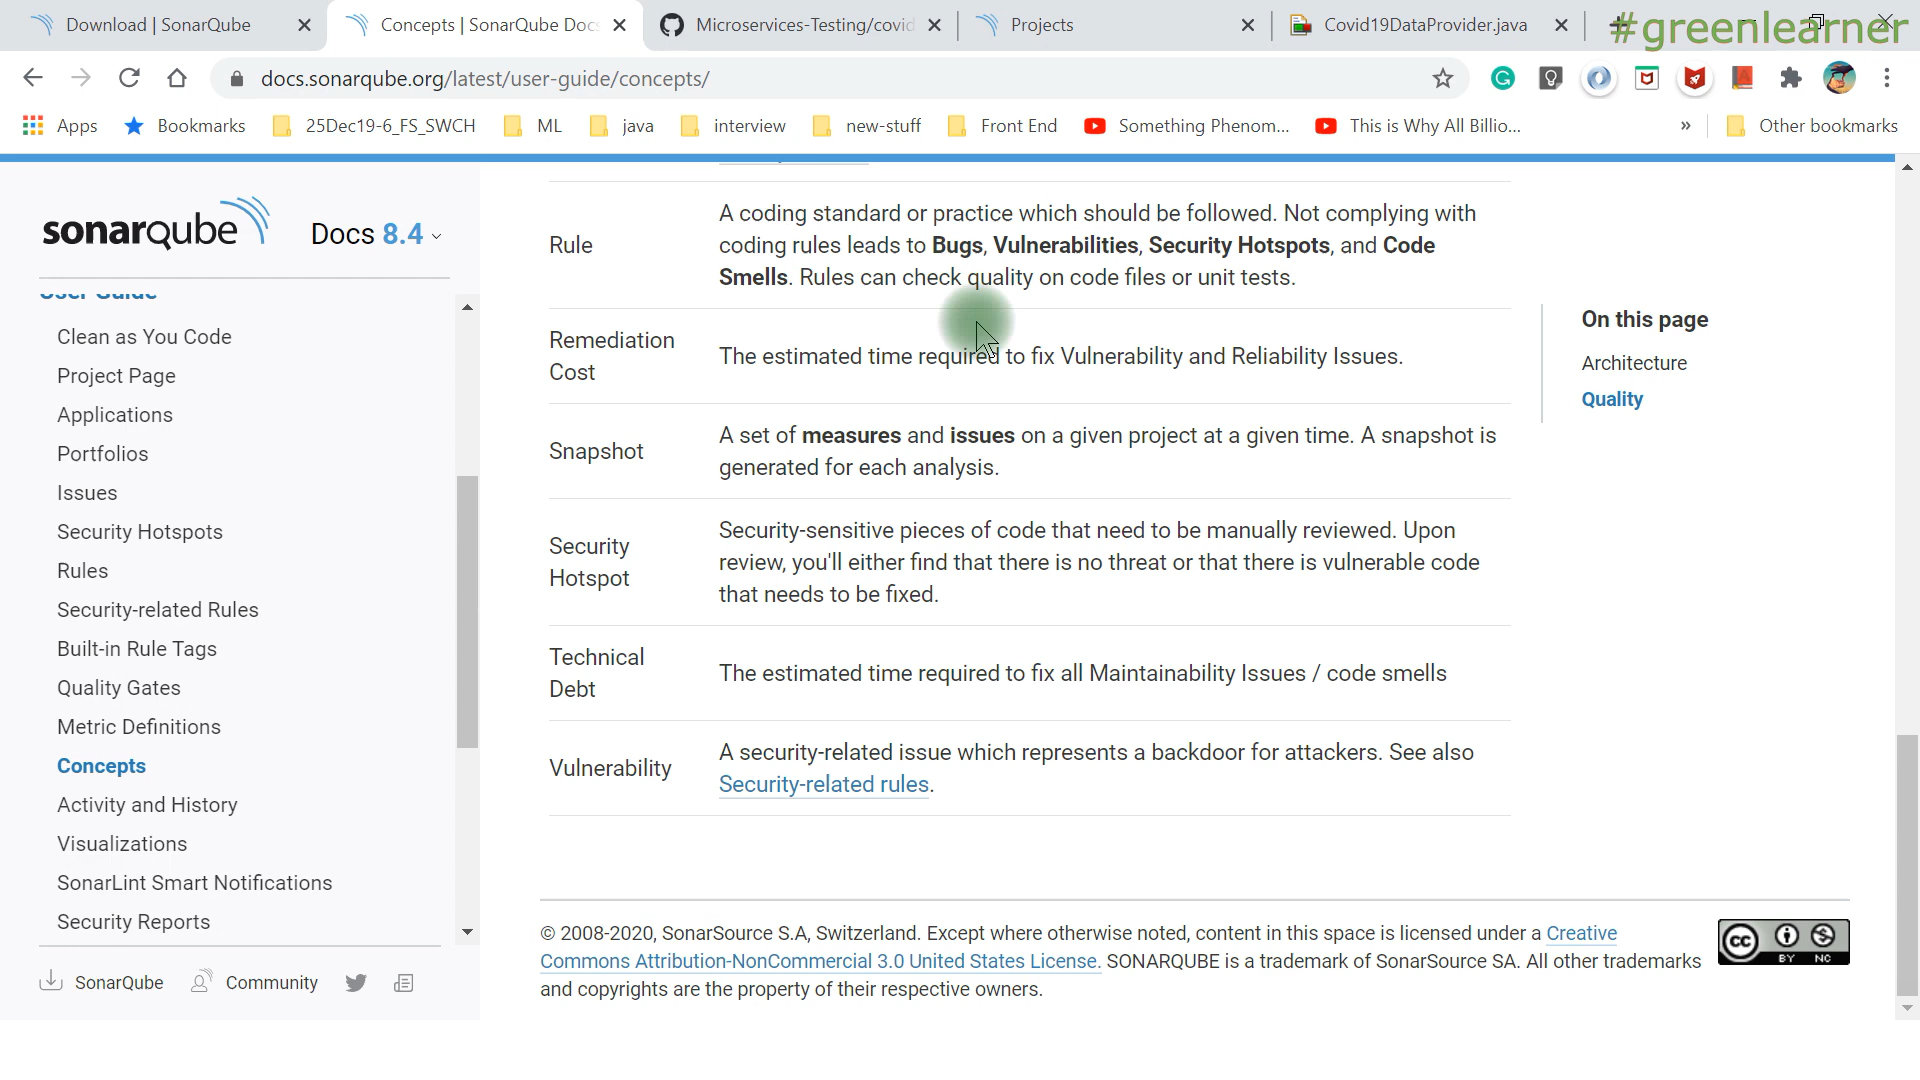 Download | SonarQube
Concepts | SonarQube Docs
Microservices-Testing/covid
Projects
Covid19DataProvider.java
#greenlearner
docs.sonarqube.org/latest/user-guide/concepts/
Apps
Bookmarks
25Dec19-6_FS_SWCH
ML
java
interview
new-stuff
Front End
Something Phenom...
This is Why All Billio...
»
Other bookmarks
sonarqube
Docs 8.4
User Guide
Clean as You Code
Project Page
Applications
Portfolios
Issues
Security Hotspots
Rules
Security-related Rules
Built-in Rule Tags
Quality Gates
Metric Definitions
Concepts
Activity and History
Visualizations
SonarLint Smart Notifications
Security Reports
SonarQube
Community
Rule
A coding standard or practice which should be followed. Not complying with
coding rules leads to Bugs, Vulnerabilities, Security Hotspots, and Code
Smells. Rules can check quality on code files or unit tests.
Remediation
Cost
The estimated time required to fix Vulnerability and Reliability Issues.
Snapshot
A set of measures and issues on a given project at a given time. A snapshot is
generated for each analysis.
Security
Hotspot
Security-sensitive pieces of code that need to be manually reviewed. Upon
review, you'll either find that there is no threat or that there is vulnerable code
that needs to be fixed.
Technical
Debt
The estimated time required to fix all Maintainability Issues / code smells
Vulnerability
A security-related issue which represents a backdoor for attackers. See also
Security-related rules.
On this page
Architecture
Quality
© 2008-2020, SonarSource S.A, Switzerland. Except where otherwise noted, content in this space is licensed under a Creative
Commons Attribution-NonCommercial 3.0 United States License. SONARQUBE is a trademark of SonarSource SA. All other trademarks
and copyrights are the property of their respective owners.
cc
BY NC